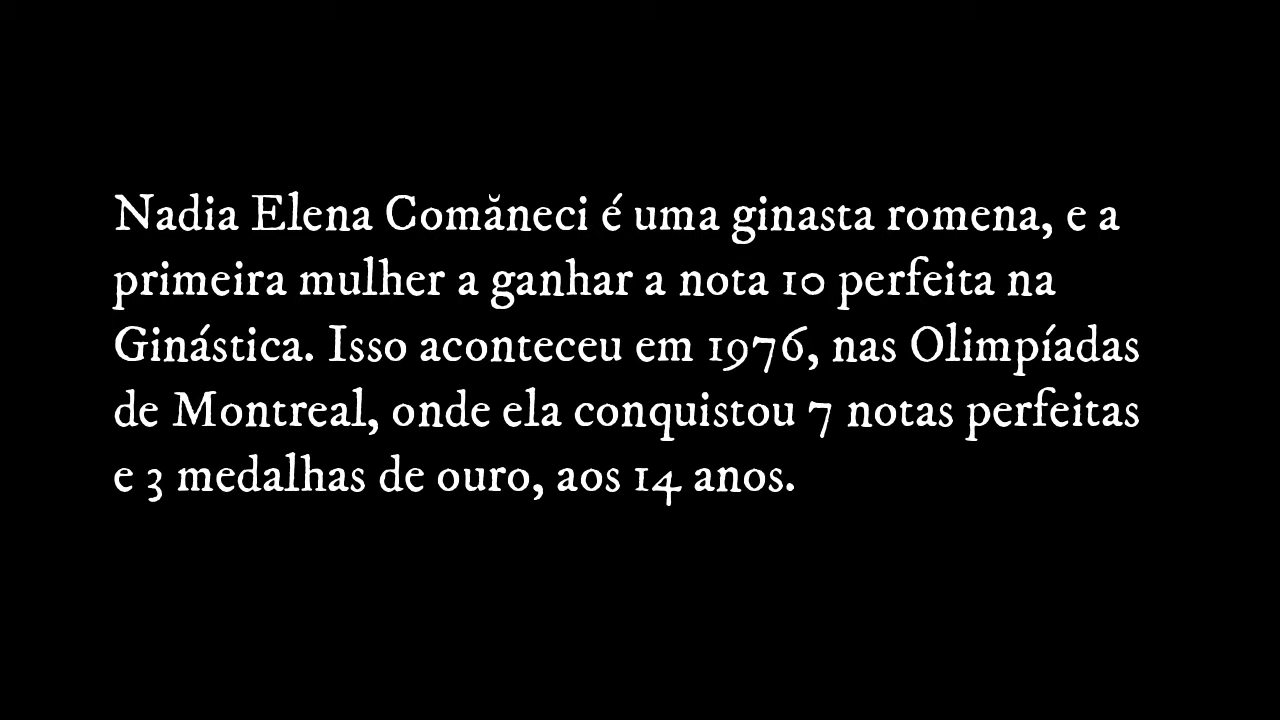 Nadia Elena Comăneci é uma ginasta romena, e a
primeira mulher a ganhar a nota 10 perfeita na
Ginástica. Isso aconteceu em 1976, nas Olimpíadas
de Montreal, onde ela conquistou 7 notas perfeitas
e 3 medalhas de ouro, aos 14 anos.